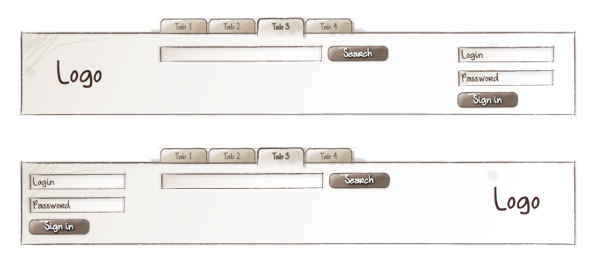 Tab 1 Tab 2 Tab 3 Tab 4
Search
Login
Logo
Password
Sign in
Tab 1 Tab 2 Tab 3 Tab 4
Login
Search
Logo
Password
Sign in